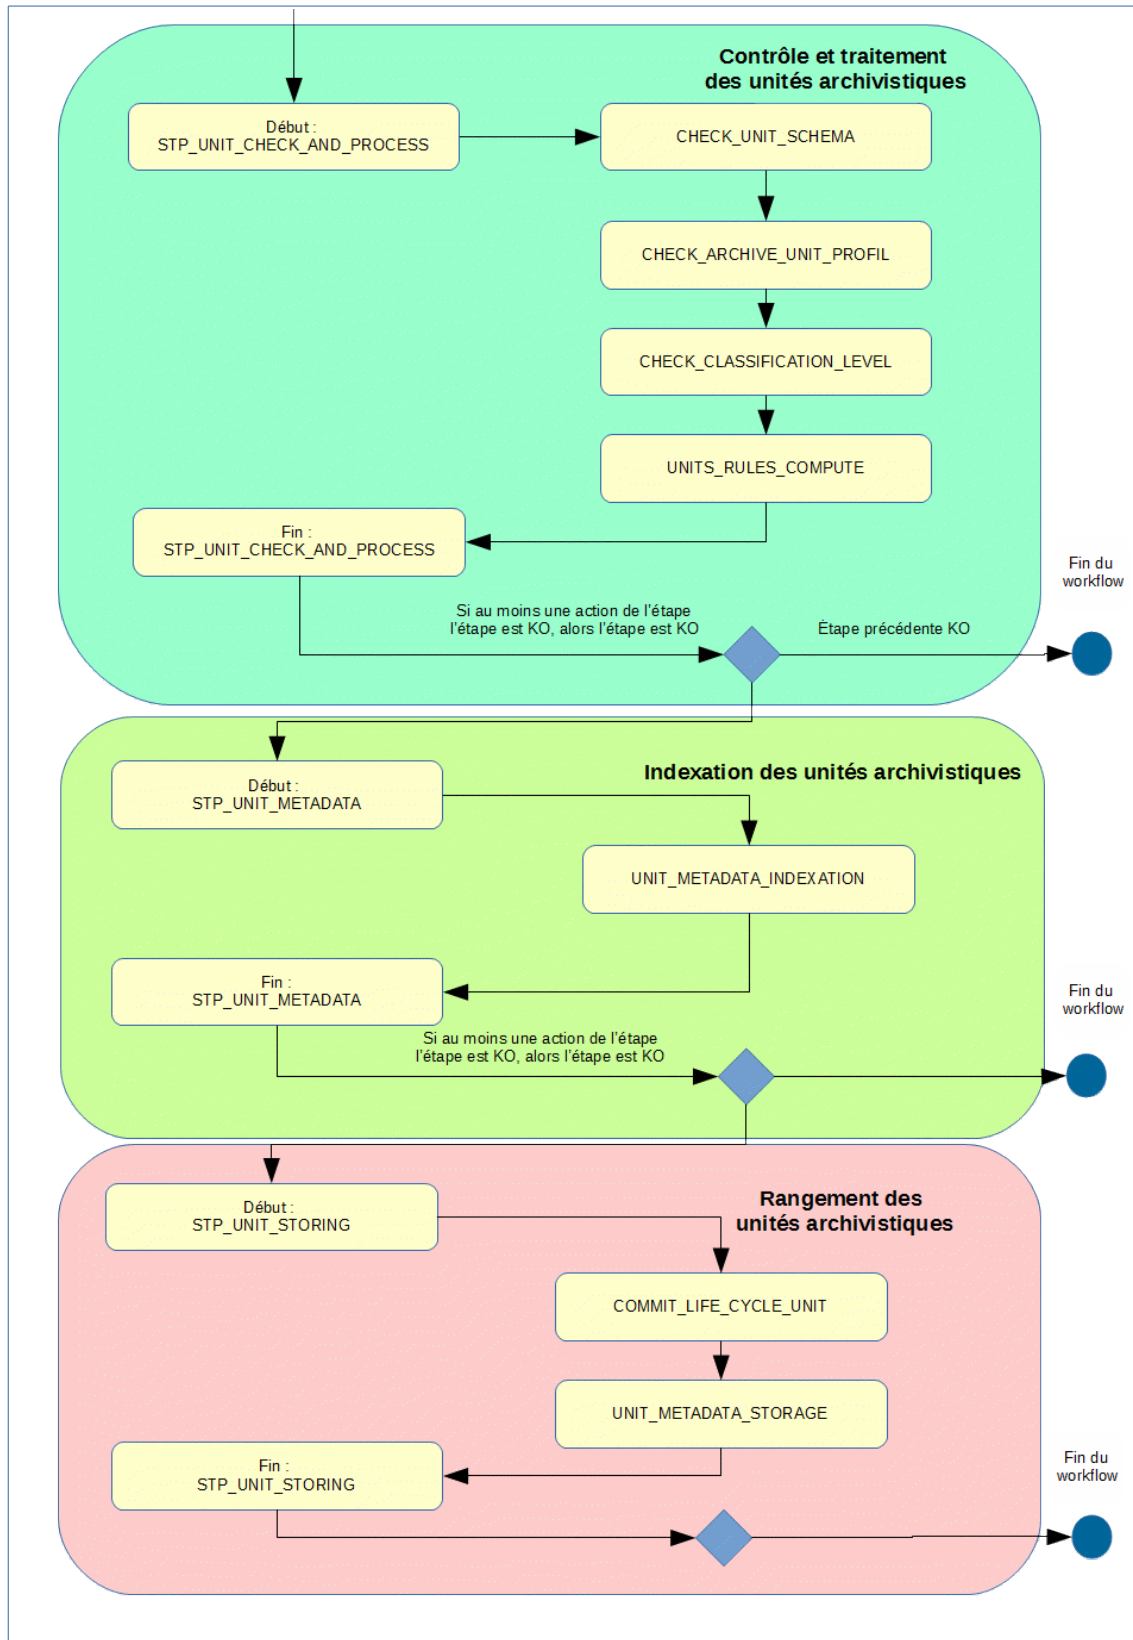 Contrôle et traitement
des unités archivistiques
Début :
STP_UNIT_CHECK_AND_PROCESS
CHECK_UNIT_SCHEMA
CHECK_ARCHIVE_UNIT_PROFIL
CHECK_CLASSIFICATION_LEVEL
UNITS_RULES_COMPUTE
Fin :
STP_UNIT_CHECK_AND_PROCESS
Fin du
workflow
Si au moins une action de l'étape
l'étape est KO, alors l'étape est KO
Étape précédente KO
Indexation des unités archivistiques
Début :
STP_UNIT_METADATA
UNIT_METADATA_INDEXATION
Fin :
STP_UNIT_METADATA
Fin du
workflow
Si au moins une action de l'étape
l'étape est KO, alors l'étape est KO
Rangement des
unités archivistiques
Début :
STP_UNIT_STORING
COMMIT_LIFE_CYCLE_UNIT
UNIT_METADATA_STORAGE
Fin :
STP_UNIT_STORING
Fin du
workflow